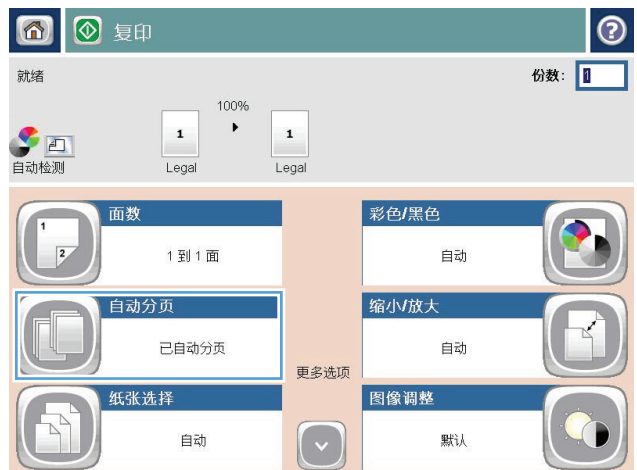 复印
就绪
份数: 1
100%
1 1
自动检测
Legal Legal
面数
1 2
1 到 1 面
彩色/黑色
自动
自动分页
已自动分页
缩小/放大
自动
更多选项
纸张选择
自动
图像调整
默认